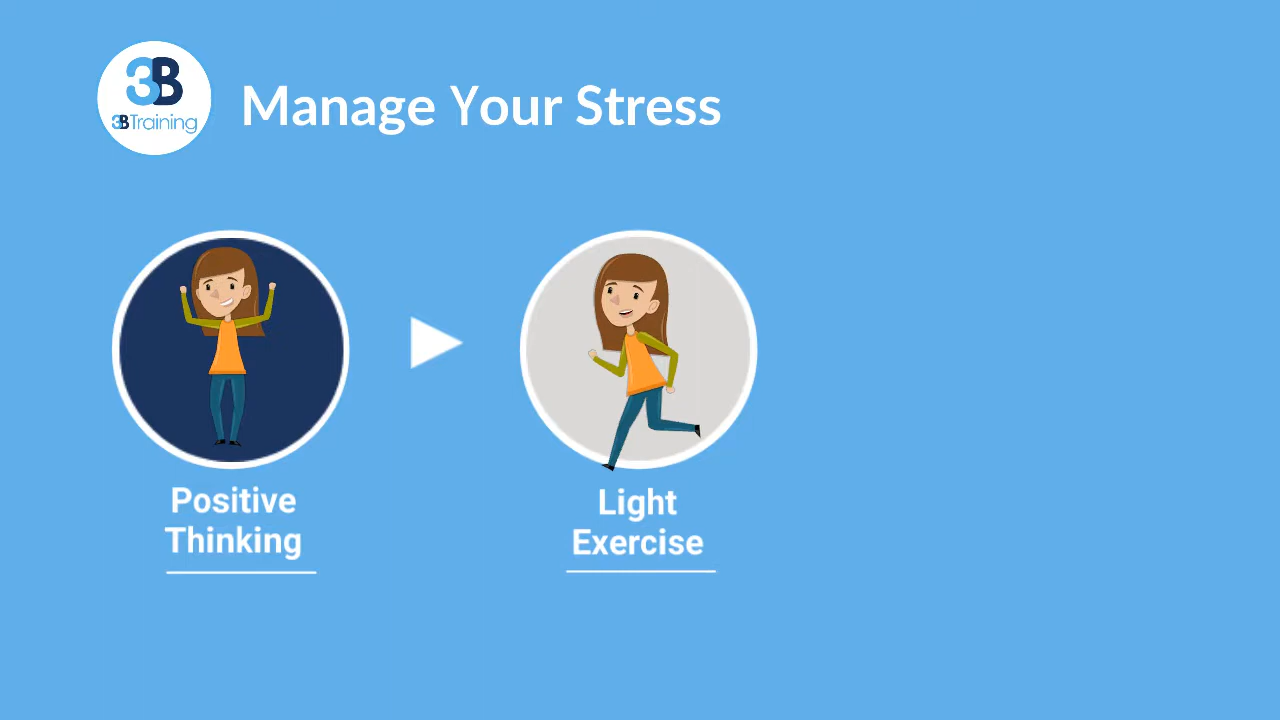 3B
3BTraining
Manage Your Stress
Positive
Thinking
Light
Exercise